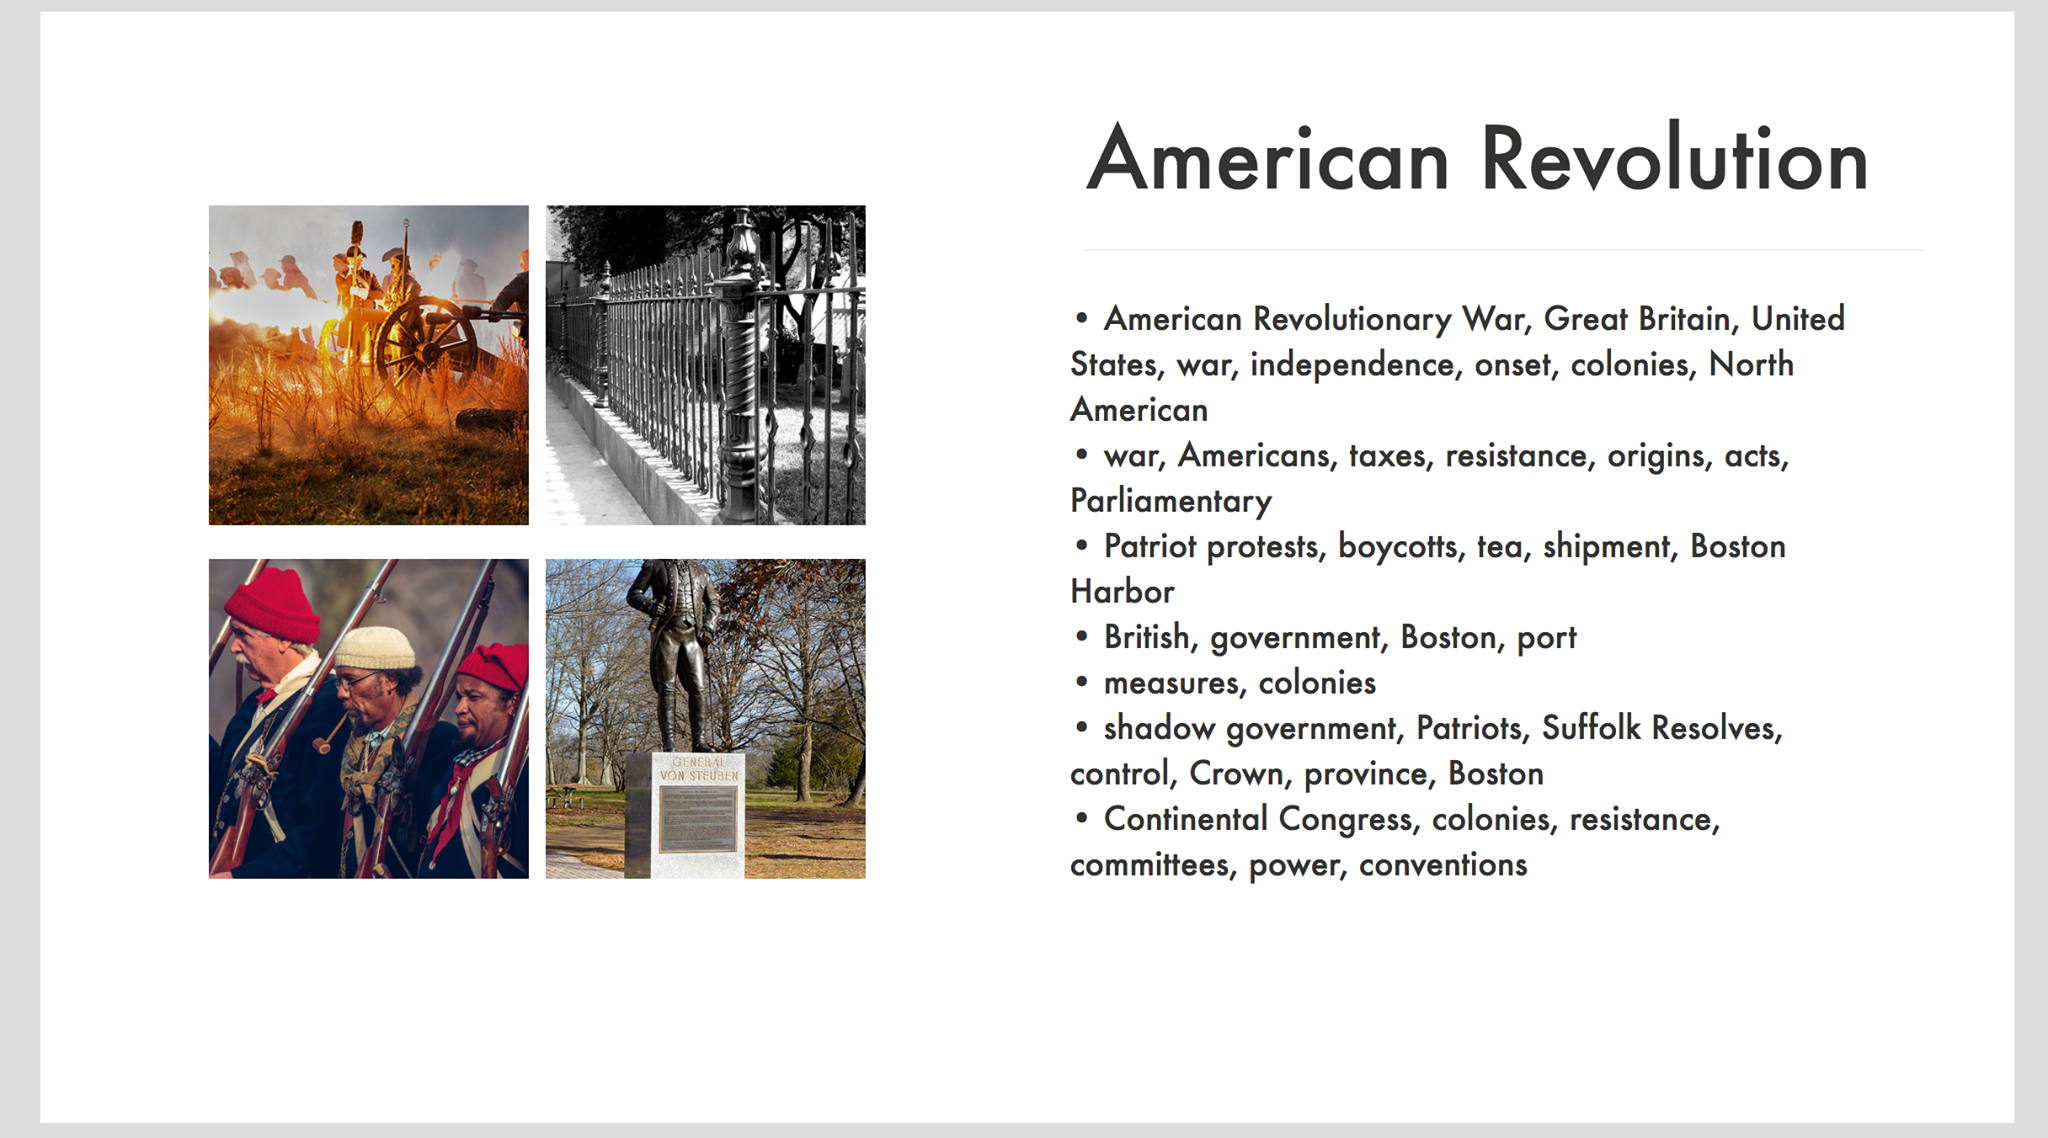 American Revolution
• American Revolutionary War, Great Britain, United
States, war, independence, onset, colonies, North
American
• war, Americans, taxes, resistance, origins, acts,
Parliamentary
• Patriot protests, boycotts, tea, shipment, Boston
Harbor
• British, government, Boston, port
• measures, colonies
• shadow government, Patriots, Suffolk Resolves,
control, Crown, province, Boston
• Continental Congress, colonies, resistance,
committees, power, conventions
GENERAL
VON STEUBEN